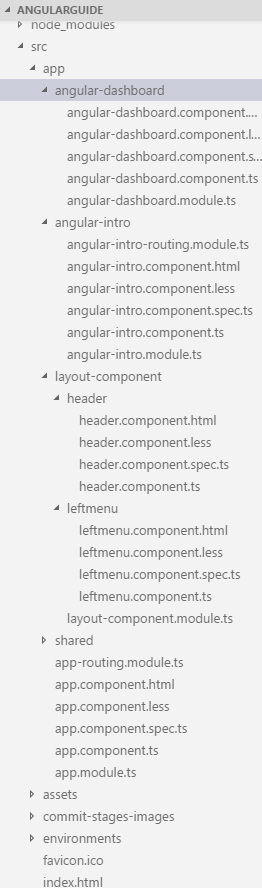 ANGULARGUIDE
node_modules
src
app
angular-dashboard
angular-dashboard.component....
angular-dashboard.component.l...
angular-dashboard.component.s...
angular-dashboard.component.ts
angular-dashboard.module.ts
angular-intro
angular-intro-routing.module.ts
angular-intro.component.html
angular-intro.component.less
angular-intro.component.spec.ts
angular-intro.component.ts
angular-intro.module.ts
layout-component
header
header.component.html
header.component.less
header.component.spec.ts
header.component.ts
leftmenu
leftmenu.component.html
leftmenu.component.less
leftmenu.component.spec.ts
leftmenu.component.ts
layout-component.module.ts
shared
app-routing.module.ts
app.component.html
app.component.less
app.component.spec.ts
app.component.ts
app.module.ts
assets
commit-stages-images
environments
favicon.ico
index.html